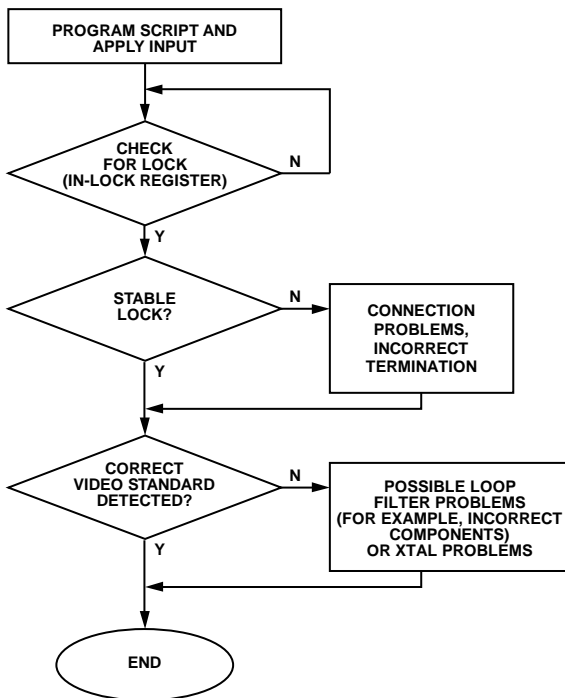 PROGRAM SCRIPT AND
APPLY INPUT
CHECK
FOR LOCK
(IN-LOCK REGISTER)
N
Y
STABLE
LOCK?
N
CONNECTION
PROBLEMS,
INCORRECT
TERMINATION
Y
CORRECT
VIDEO STANDARD
DETECTED?
N
POSSIBLE LOOP
FILTER PROBLEMS
(FOR EXAMPLE, INCORRECT
COMPONENTS)
OR XTAL PROBLEMS
Y
END